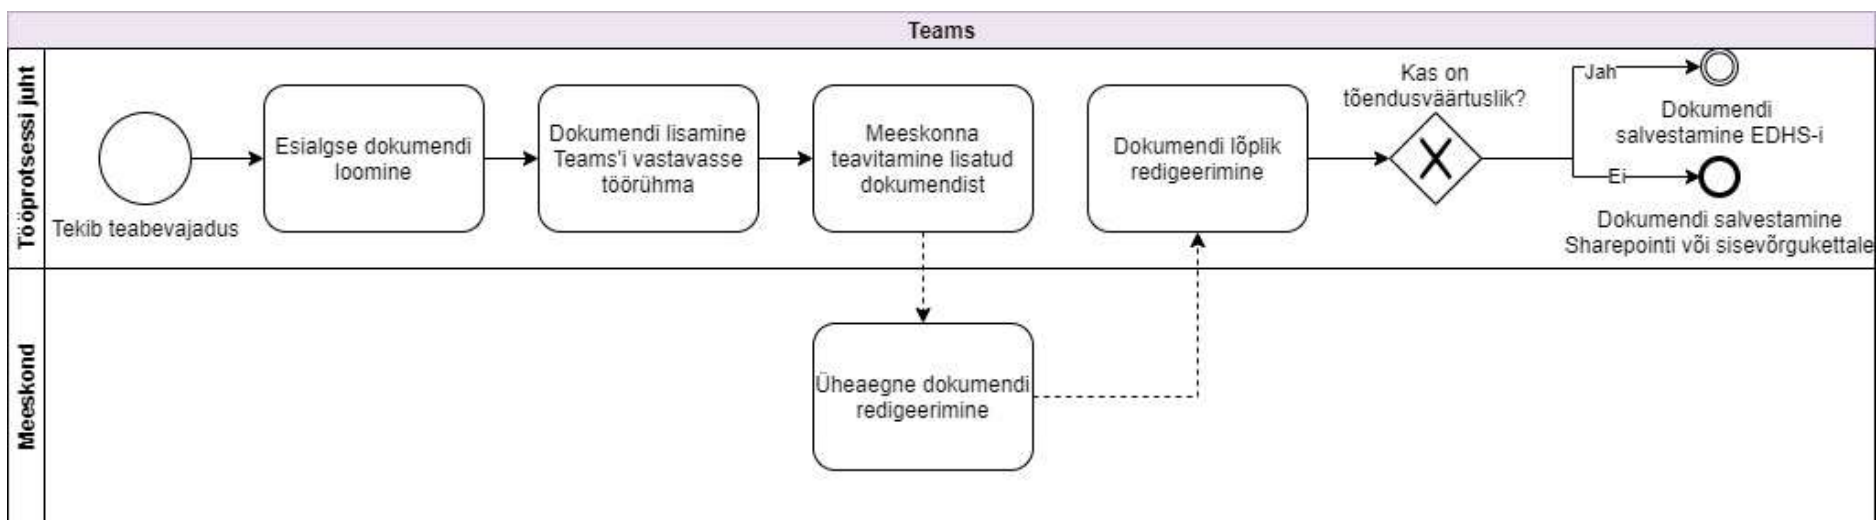 Teams
Tööprotsessi juht
Tekib teabevajadus
Esialgse dokumendi
loomine
Dokumendi lisamine
Teams'i vastavasse
töörühma
Meeskonna
teavitamine lisatud
dokumendist
Dokumendi lõplik
redigeerimine
Kas on
tõendusväärtuslik?
Jah
Dokumendi
salvestamine EDHS-i
Ei
Dokumendi salvestamine
Sharepointi või sisevõrgukettale
Meeskond
Üheaegne dokumendi
redigeerimine